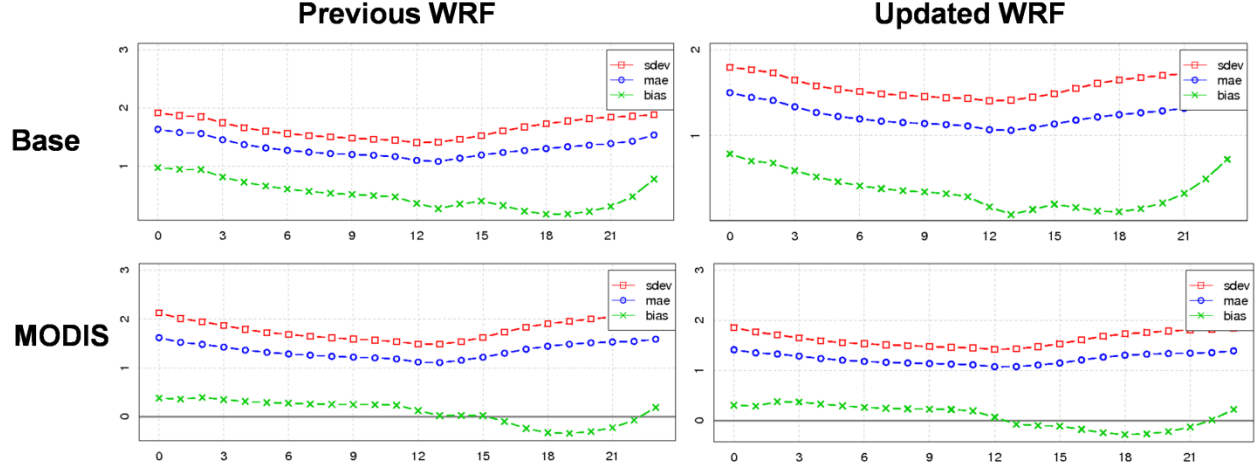 Previous WRF
Updated WRF
Base
3
2
1
sdev
mae
bias
0 3 6 9 12 15 18 21
2
1
sdev
mae
bias
0 3 6 9 12 15 18 21
MODIS
3
2
1
0
sdev
mae
bias
0 3 6 9 12 15 18 21
3
2
1
0
sdev
mae
bias
0 3 6 9 12 15 18 21